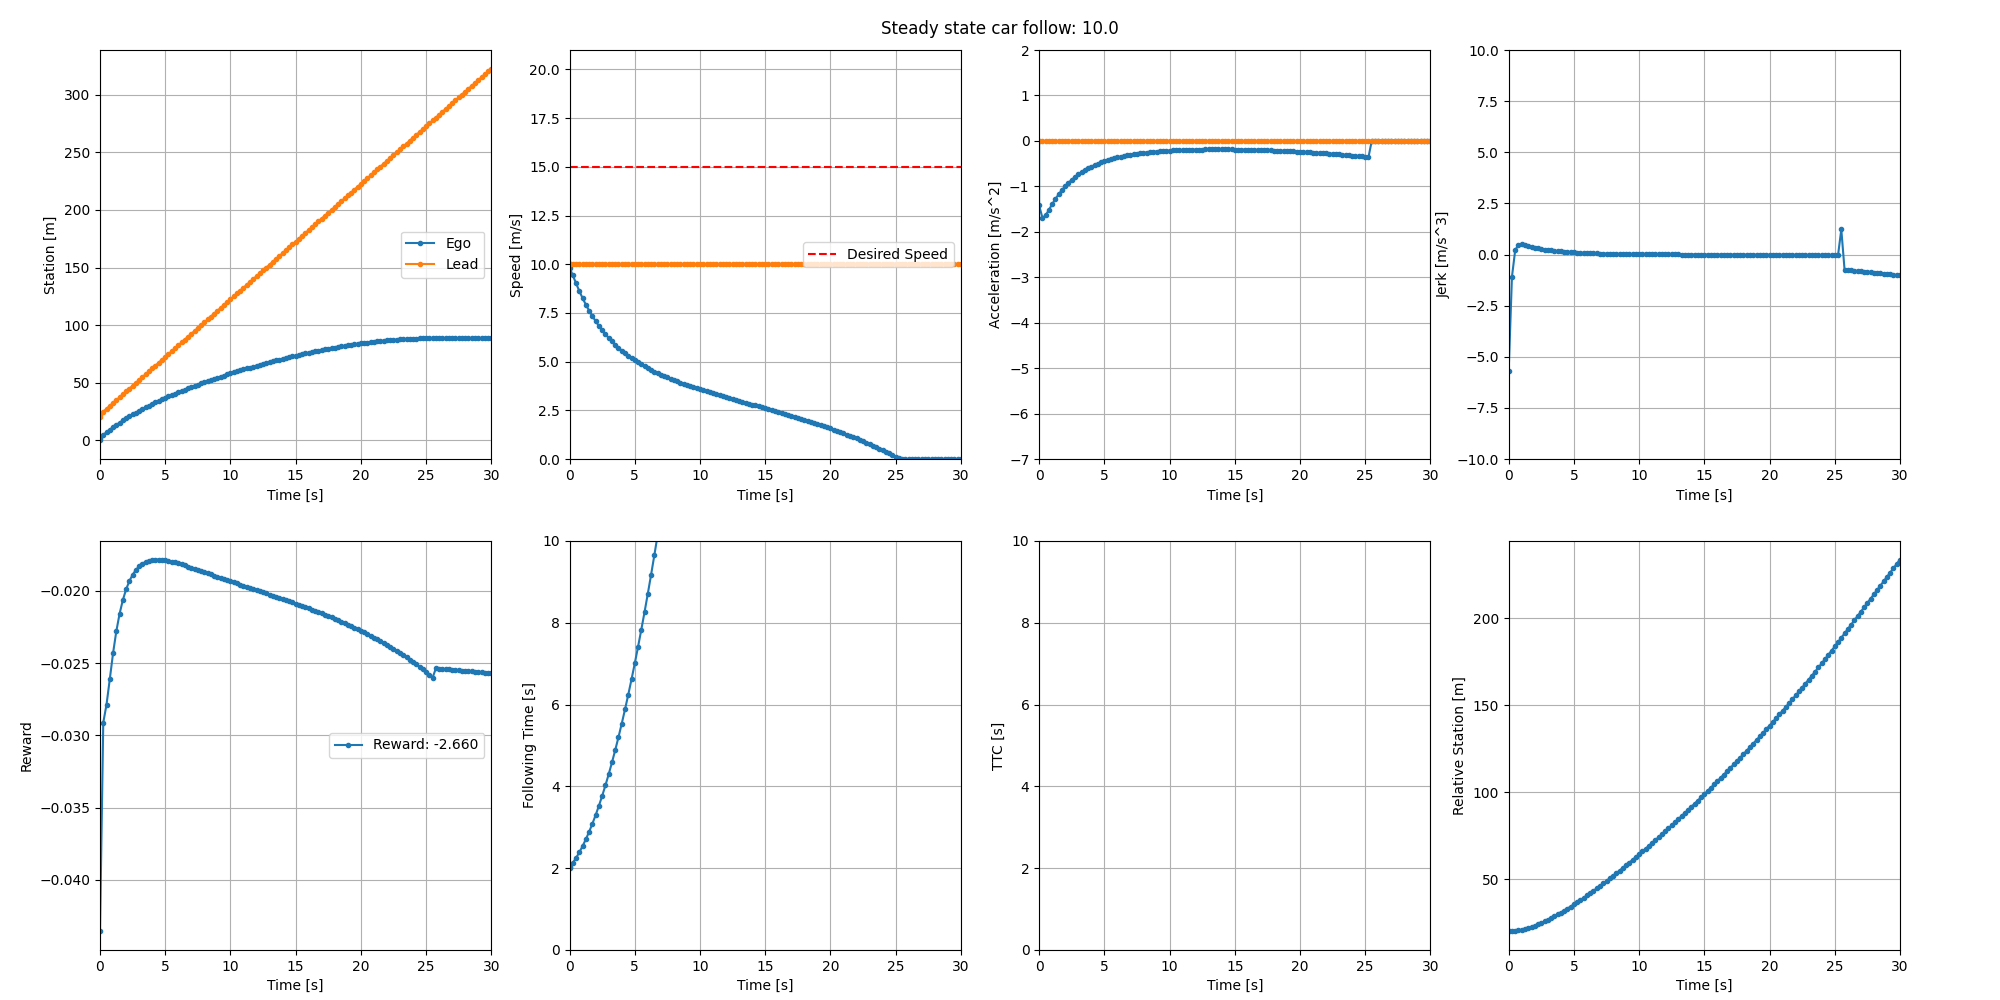 Steady state car follow: 10.0
Station [m]
300
250
200
150
100
50
0
Ego
Lead
0 5 10 15 20 25 30
Time [s]
Speed [m/s]
20.0
17.5
15.0
12.5
10.0
7.5
5.0
2.5
0.0
Desired Speed
0 5 10 15 20 25 30
Time [s]
Acceleration [m/s^2]
2
1
0
−1
−2
−3
−4
−5
−6
−7
0 5 10 15 20 25 30
Time [s]
Jerk [m/s^3]
10.0
7.5
5.0
2.5
0.0
−2.5
−5.0
−7.5
−10.0
0 5 10 15 20 25 30
Time [s]
Reward
−0.020
−0.025
−0.030
−0.035
−0.040
Reward: -2.660
0 5 10 15 20 25 30
Time [s]
Following Time [s]
10
8
6
4
2
0
0 5 10 15 20 25 30
Time [s]
TTC [s]
10
8
6
4
2
0
0 5 10 15 20 25 30
Time [s]
Relative Station [m]
200
150
100
50
0 5 10 15 20 25 30
Time [s]